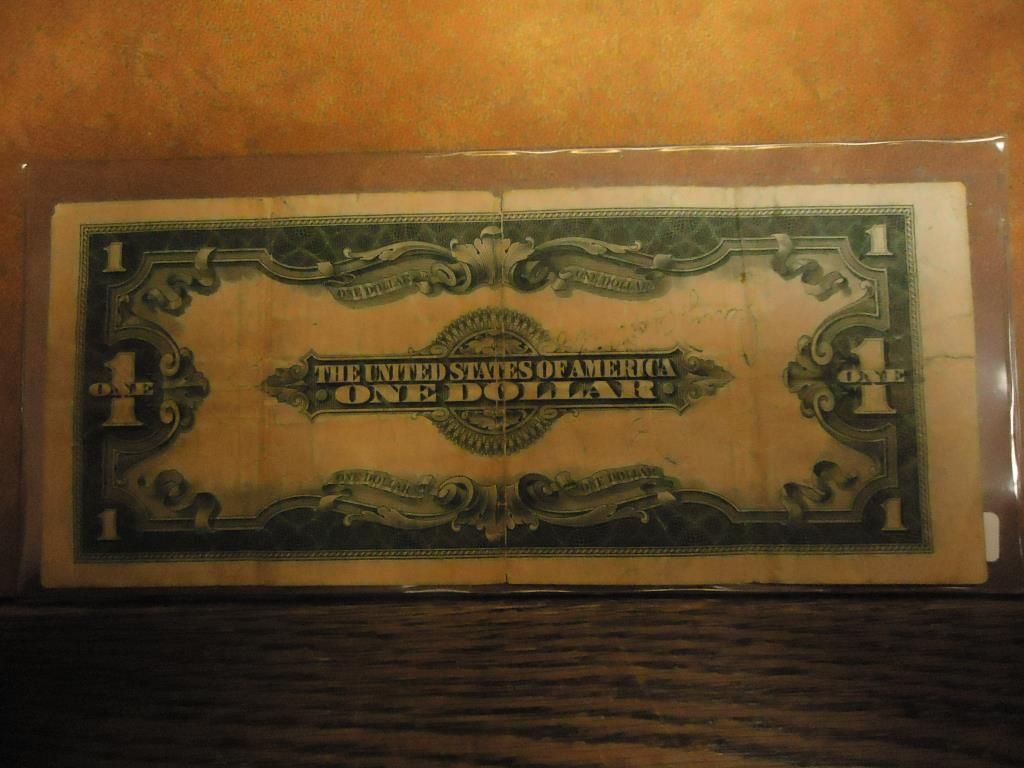 1 1
ONE DOLLAR ONE DOLLAR
THE UNITED STATES OF AMERICA
ONE DOLLAR
1 ONE 1 ONE
ONE DOLLAR ONE DOLLAR
1 1